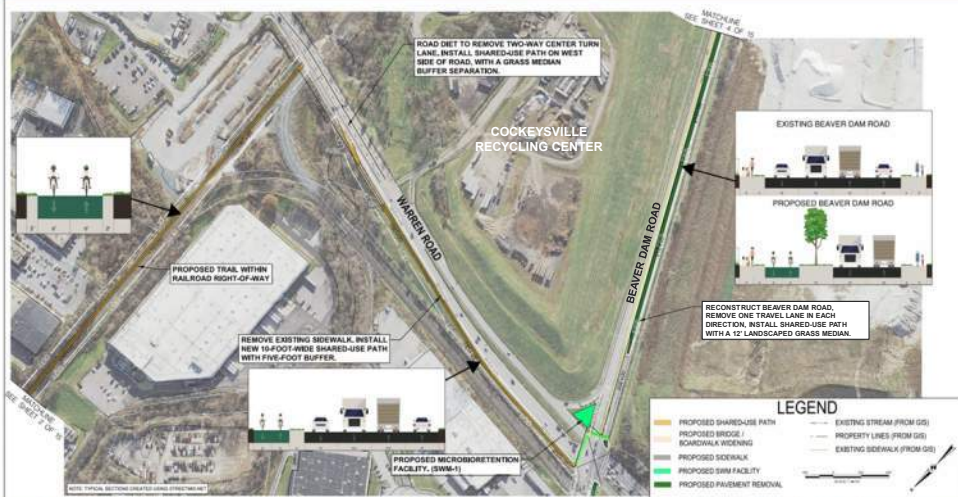 MATCHLINE
SEE SHEET 4 OF 15
ROAD DIET TO REMOVE TWO-WAY CENTER TURN
LANE, INSTALL SHARED-USE PATH ON WEST
SIDE OF ROAD, WITH A GRASS MEDIAN
BUFFER SEPARATION.
COCKEYSVILLE
RECYCLING CENTER
EXISTING BEAVER DAM ROAD
PROPOSED BEAVER DAM ROAD
WARREN ROAD
BEAVER DAM ROAD
PROPOSED TRAIL WITHIN
RAILROAD RIGHT-OF-WAY
RECONSTRUCT BEAVER DAM ROAD,
REMOVE ONE TRAVEL LANE IN EACH
DIRECTION, INSTALL SHARED-USE PATH
WITH A 12' LANDSCAPED GRASS MEDIAN.
REMOVE EXISTING SIDEWALK. INSTALL
NEW 10-FOOT-WIDE SHARED-USE PATH
WITH FIVE-FOOT BUFFER.
MATCHLINE
SEE SHEET 2 OF 15
PROPOSED MICROBIORETENTION
FACILITY. (SWM-1)
NOTE: TYPICAL SECTIONS CREATED USING STREETMIX.NET
LEGEND
PROPOSED SHARED-USE PATH
PROPOSED BRIDGE /
BOARDWALK WIDENING
PROPOSED SIDEWALK
PROPOSED SWM FACILITY
PROPOSED PAVEMENT REMOVAL
EXISTING STREAM (FROM GIS)
PROPERTY LINES (FROM GIS)
EXISTING SIDEWALK (FROM GIS)